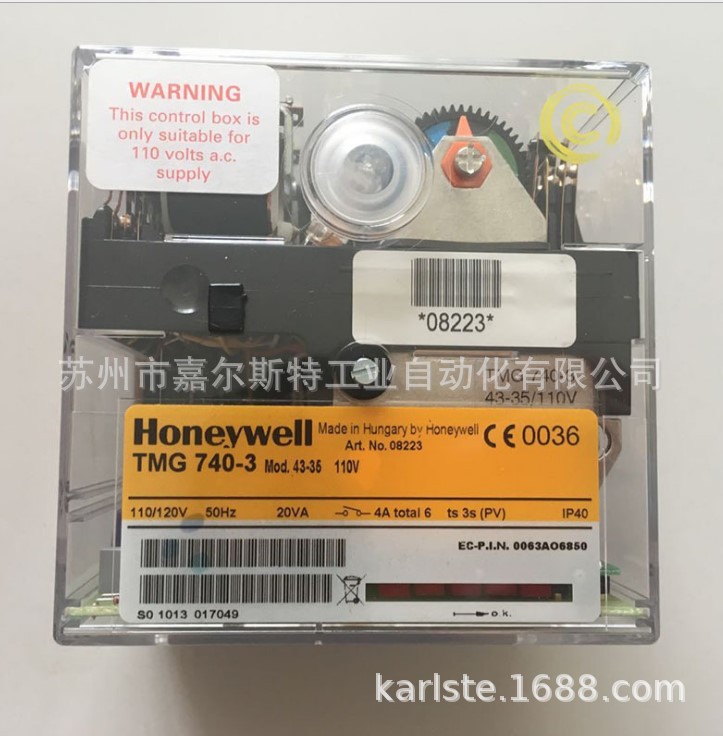 WARNING
This control box is
only suitable for
110 volts a.c.
supply
*08223*
苏州市嘉尔斯特工业自动化有限公司
TMG 740-3
43-35/110V
Honeywell Made in Hungary by Honeywell CE 0036
Art. No. 08223
TMG 740-3 Mod. 43-35 110V
110/120V 50Hz 20VA 4A total 6 ts 3s (PV) IP40
EC-P.I.N. 0063AO6850
S0 1013 017049
o.k.
karlste.1688.com